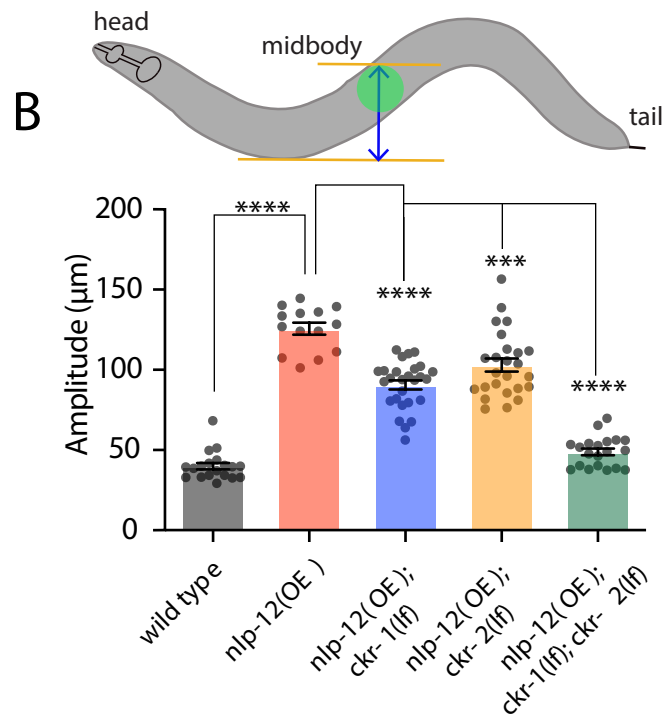 head
midbody
tail
B
200
150
100
50
0
Amplitude (µm)
****
****
***
****
wild type
nlp-12(OE )
nlp-12( OE );
ckr- 1(lf)
nlp-12( OE );
ckr- 2(lf)
nlp-12( OE );
ckr-1(lf); ckr- 2(lf)